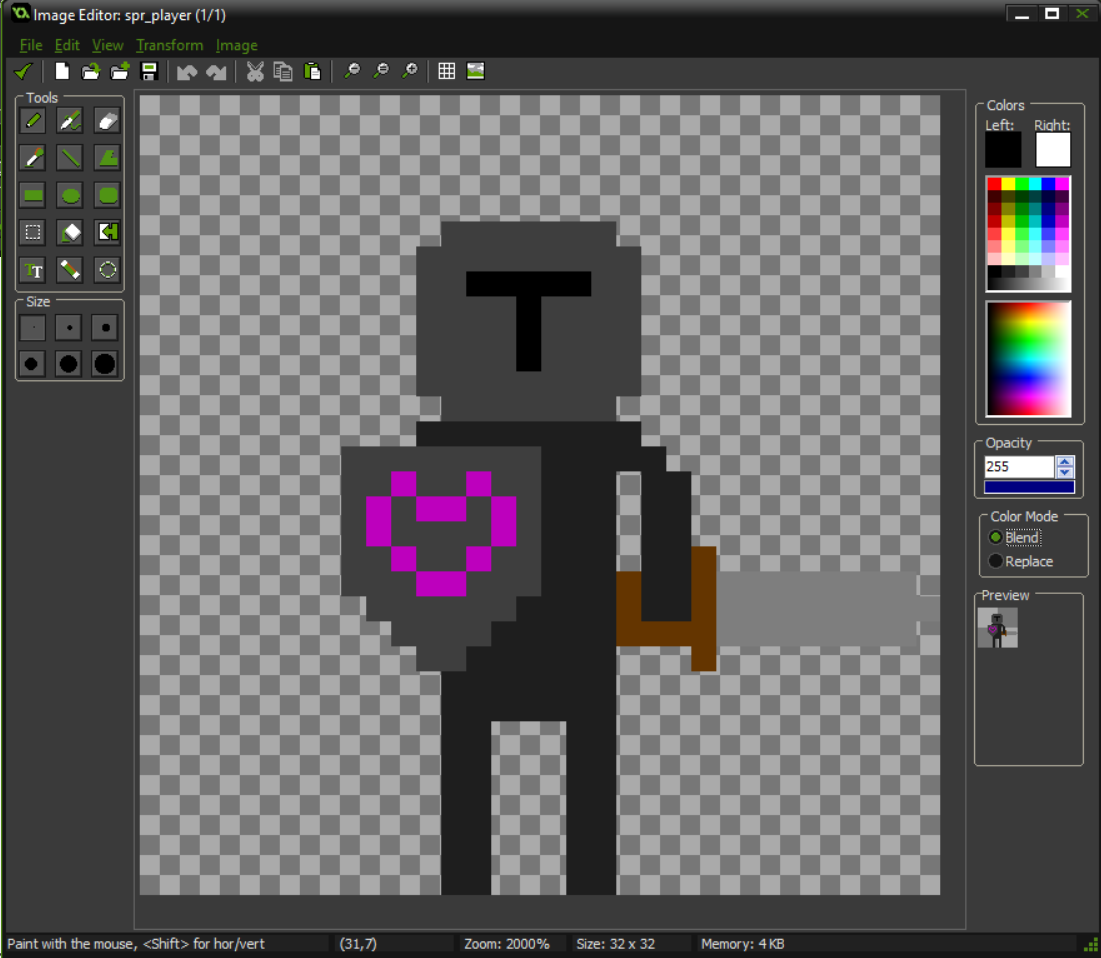 Image Editor: spr_player (1/1)
File Edit View Transform Image
Tools
TT
Size
Colors
Left: Right:
Opacity
255
Color Mode
Blend
Replace
Preview
Paint with the mouse, <Shift> for hor/vert (31,7) Zoom: 2000% Size: 32 x 32 Memory: 4 KB